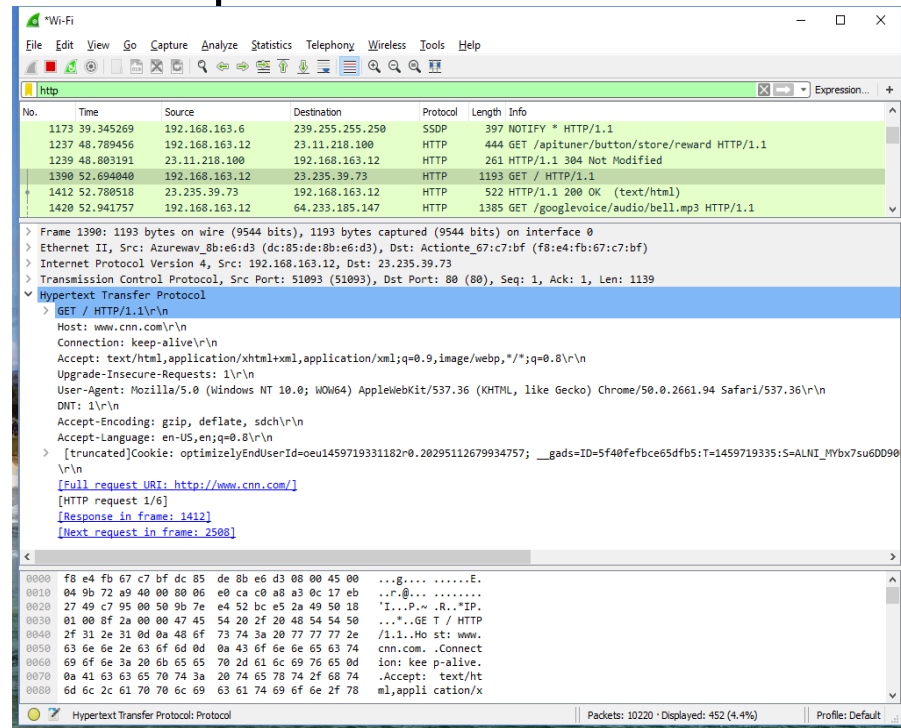 *Wi-Fi
File Edit View Go Capture Analyze Statistics Telephony Wireless Tools Help
http Expression... +
No. Time Source Destination Protocol Length Info
1173 39.345269 192.168.163.6 239.255.255.250 SSDP 397 NOTIFY * HTTP/1.1
1237 48.789456 192.168.163.12 23.11.218.100 HTTP 444 GET /apituner/button/store/reward HTTP/1.1
1239 48.803191 23.11.218.100 192.168.163.12 HTTP 261 HTTP/1.1 304 Not Modified
1390 52.694040 192.168.163.12 23.235.39.73 HTTP 1193 GET / HTTP/1.1
1412 52.780518 23.235.39.73 192.168.163.12 HTTP 522 HTTP/1.1 200 OK (text/html)
1420 52.941757 192.168.163.12 64.233.185.147 HTTP 1385 GET /googlevoice/audio/bell.mp3 HTTP/1.1
> Frame 1390: 1193 bytes on wire (9544 bits), 1193 bytes captured (9544 bits) on interface 0
> Ethernet II, Src: Azurewav_8b:e6:d3 (dc:85:de:8b:e6:d3), Dst: Actionte_67:c7:bf (f8:e4:fb:67:c7:bf)
> Internet Protocol Version 4, Src: 192.168.163.12, Dst: 23.235.39.73
> Transmission Control Protocol, Src Port: 51093 (51093), Dst Port: 80 (80), Seq: 1, Ack: 1, Len: 1139
Hypertext Transfer Protocol
> GET / HTTP/1.1\r\n
Host: www.cnn.com\r\n
Connection: keep-alive\r\n
Accept: text/html,application/xhtml+xml,application/xml;q=0.9,image/webp,*/*;q=0.8\r\n
Upgrade-Insecure-Requests: 1\r\n
User-Agent: Mozilla/5.0 (Windows NT 10.0; WOW64) AppleWebKit/537.36 (KHTML, like Gecko) Chrome/50.0.2661.94 Safari/537.36\r\n
DNT: 1\r\n
Accept-Encoding: gzip, deflate, sdch\r\n
Accept-Language: en-US,en;q=0.8\r\n
> [truncated]Cookie: optimizelyEndUserId=oeu1459719331182r0.20295112679934757; __gads=ID=5f40fefbce65dfb5:T=1459719335:S=ALNI_MYbx7su6DD90
\r\n
[Full request URI: http://www.cnn.com/]
[HTTP request 1/6]
[Response in frame: 1412]
[Next request in frame: 2508]
0000 f8 e4 fb 67 c7 bf dc 85 de 8b e6 d3 08 00 45 00 ...g.... ......E.
0010 04 9b 72 a9 40 00 80 06 e0 ca c0 a8 a3 0c 17 eb ..r.@... ........
0020 27 49 c7 95 00 50 9b 7e e4 52 bc e5 2a 49 50 18 'I...P.~ .R..*IP.
0030 01 00 8f 2a 00 00 47 45 54 20 2f 20 48 54 54 50 ...*..GE T / HTTP
0040 2f 31 2e 31 0d 0a 48 6f 73 74 3a 20 77 77 77 2e /1.1..Ho st: www.
0050 63 6e 6e 2e 63 6f 6d 0d 0a 43 6f 6e 6e 65 63 74 cnn.com. .Connect
0060 69 6f 6e 3a 20 6b 65 65 70 2d 61 6c 69 76 65 0d ion: kee p-alive.
0070 0a 41 63 63 65 70 74 3a 20 74 65 78 74 2f 68 74 .Accept: text/ht
0080 6d 6c 2c 61 70 70 6c 69 63 61 74 69 6f 6e 2f 78 ml,appli cation/x
Hypertext Transfer Protocol: Protocol Packets: 10220 · Displayed: 452 (4.4%) Profile: Default